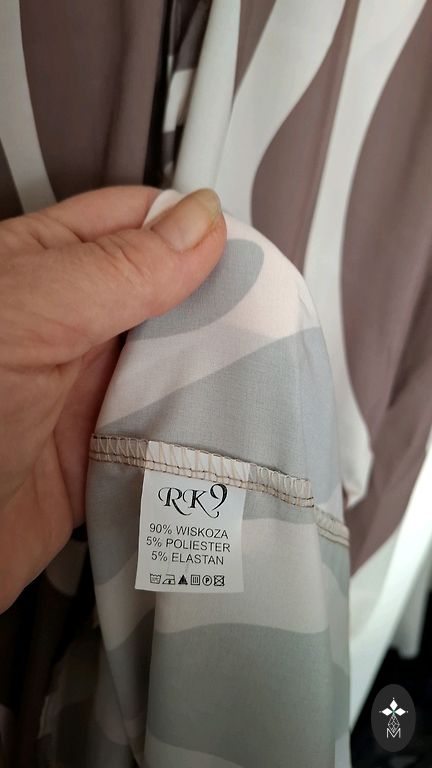 RK9
90% WISKOZA
5% POLIESTER
5% ELASTAN
M